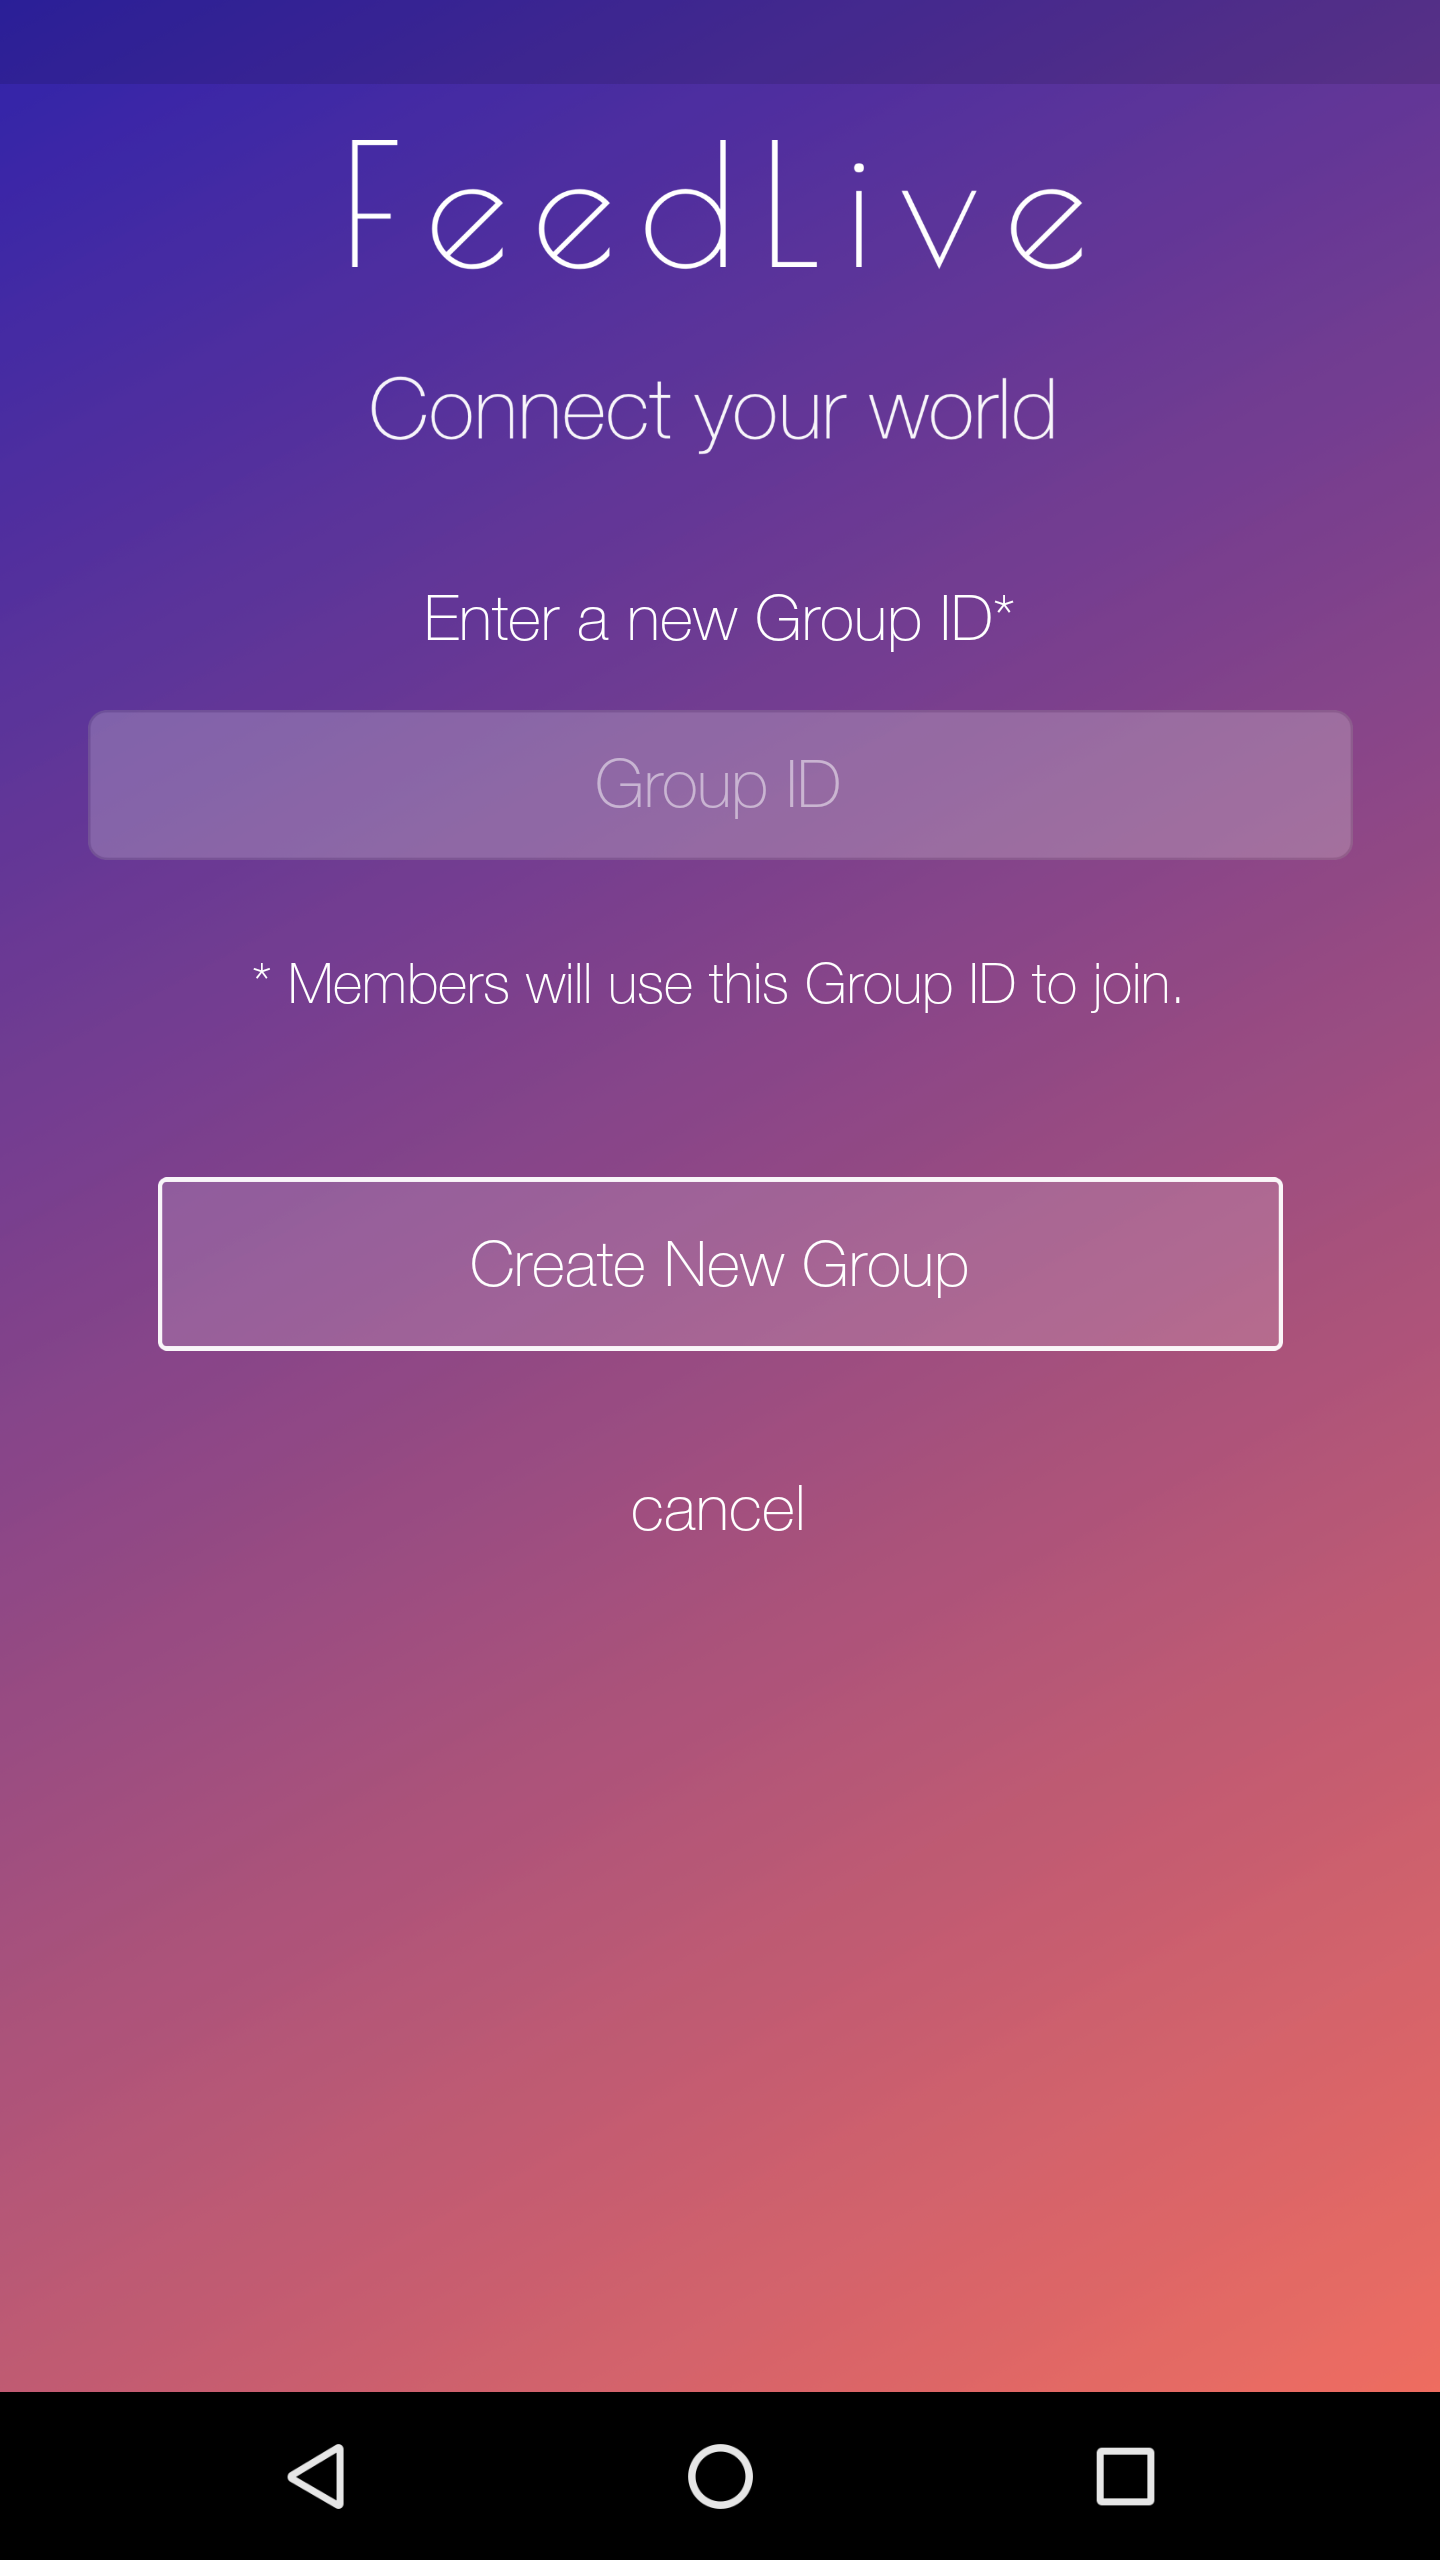 FeedLive
Connect your world
Enter a new Group ID*
Group ID
* Members will use this Group ID to join.
Create New Group
cancel